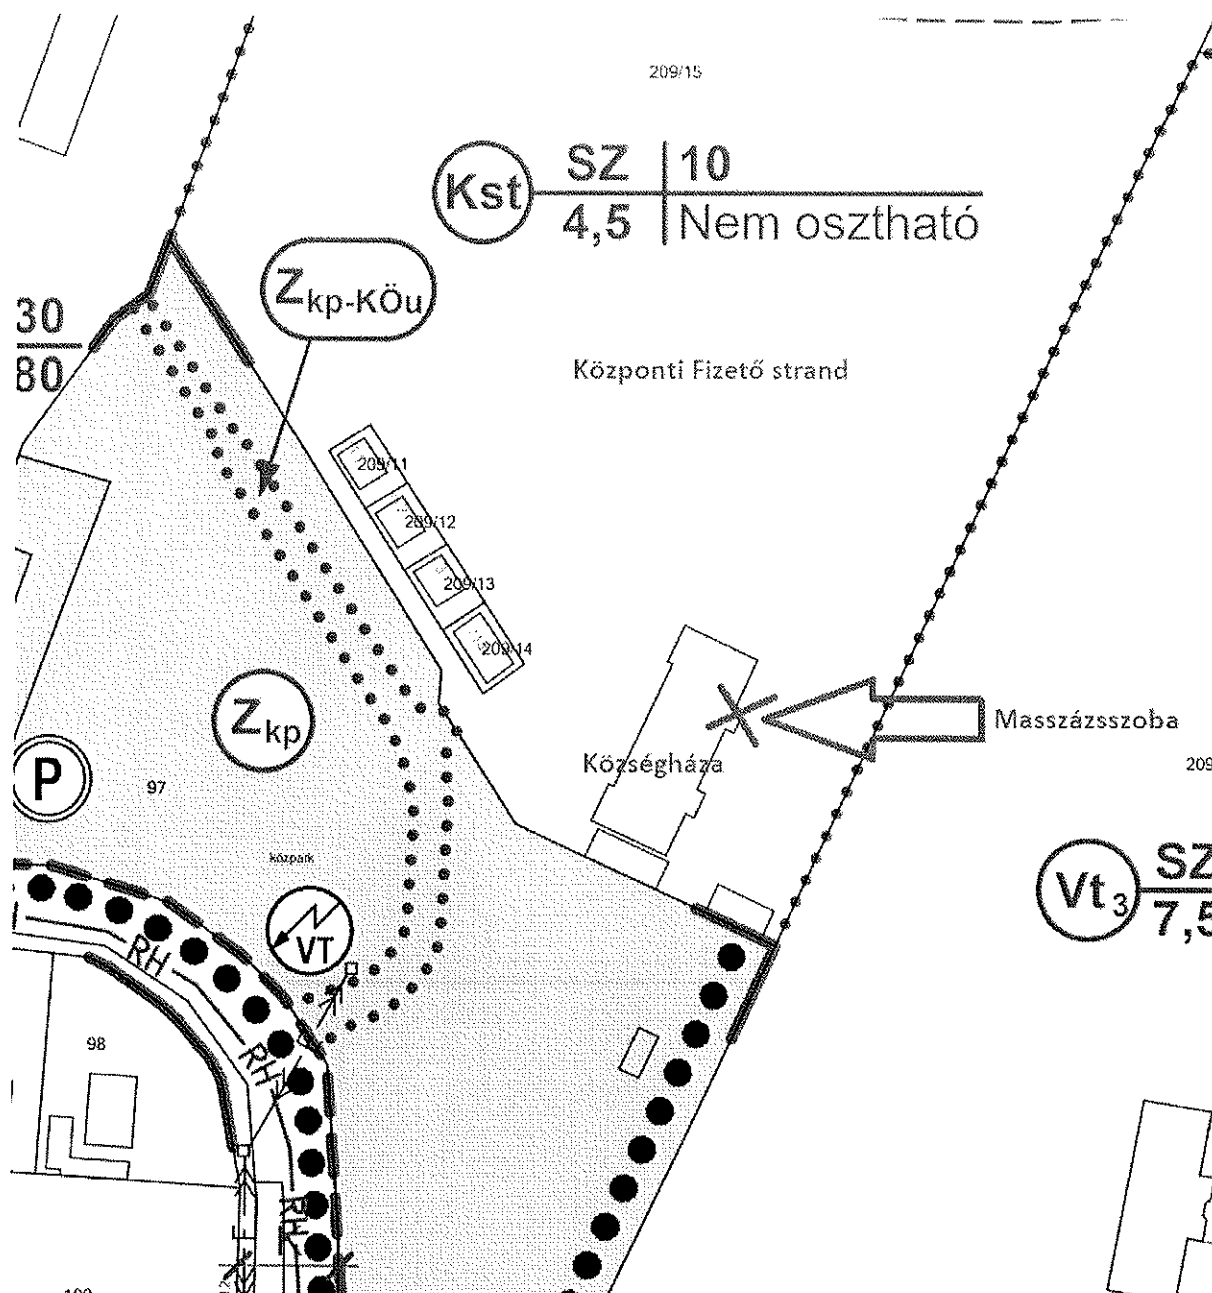 209/15
Kst SZ 10
4,5 Nem osztható
Zkp-KÖu
30
80
Központi Fizető strand
209/11
209/12
209/13
209/14
Zkp
Masszázsszoba
Községháza
P
97
209
közpark
Vt3 SZ
7,5
VT
RH
98
RH
RH